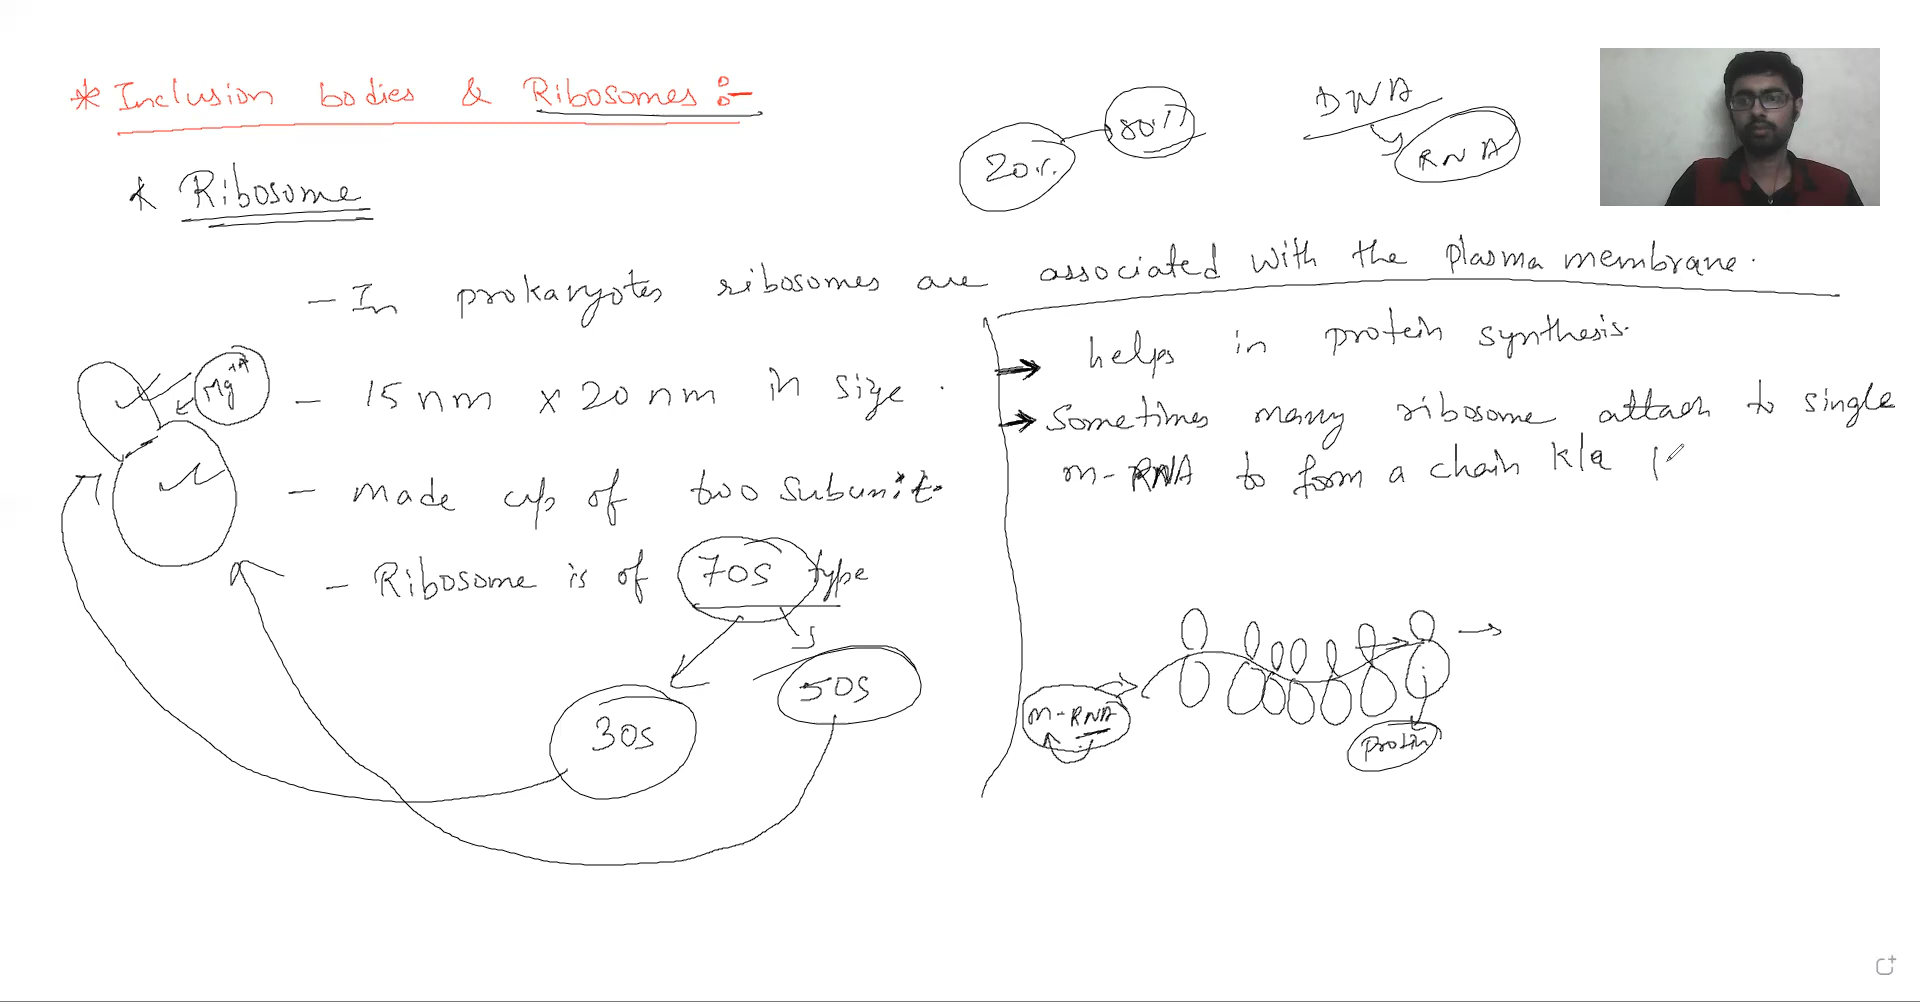 * Inclusion bodies & Ribosomes :-
20%. 80%
DNA
RNA
* Ribosome
- In prokaryotes ribosomes are associated with the plasma membrane.
Mg++
- 15 nm x 20 nm in size.
- made up of two subunit.
- Ribosome is of 70S type
30S
50S
→ helps in protein synthesis.
→ Sometimes many ribosome attach to single
m-RNA to form a chain k/a
m-RNA